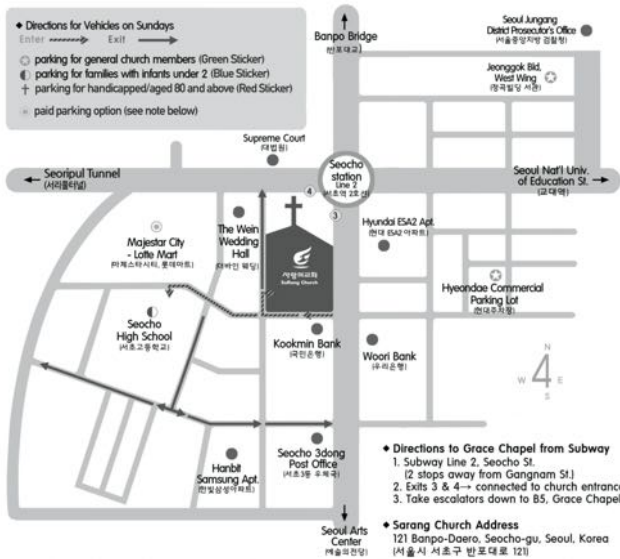 ◆ Directions for Vehicles on Sundays
Enter Exit
parking for general church members (Green Sticker)
parking for families with infants under 2 (Blue Sticker)
parking for handicapped/aged 80 and above (Red Sticker)
paid parking option (see note below)
Banpo Bridge
(반포대교)
Seoul Jungang
District Prosecutor's Office
(서울중앙지방 검찰청)
Jeonggok Bld,
West Wing
(정곡빌딩 서관)
Supreme Court
(대법원)
Seoripul Tunnel
(서리풀터널)
Seocho
station
Line 2
(서초역 2호선)
4
3
Seoul Nat'l Univ.
of Education St.
(교대역)
The Wein
Wedding
Hall
(더바인 웨딩)
Majestar City
- Lotte Mart
(마제스타시티, 롯데마트)
사랑의교회
SaRang Church
Hyundai ESA2 Apt.
(현대 ESA2 아파트)
Hyeondae Commercial
Parking Lot
(현대주차장)
Seocho
High School
(서초고등학교)
Kookmin Bank
(국민은행)
Woori Bank
(우리은행)
N
W 4 E
S
Hanbit
Samsung Apt.
(한빛삼성아파트)
Seocho 3dong
Post Office
(서초3동 우체국)
Seoul Arts
Center
(예술의전당)
◆ Directions to Grace Chapel from Subway
1. Subway Line 2, Seocho St.
(2 stops away from Gangnam St.)
2. Exits 3 & 4→ connected to church entrance
3. Take escalators down to B5, Grace Chapel
◆ Sarang Church Address
121 Banpo-Daero, Seocho-gu, Seoul, Korea
(서울시 서초구 반포대로 121)